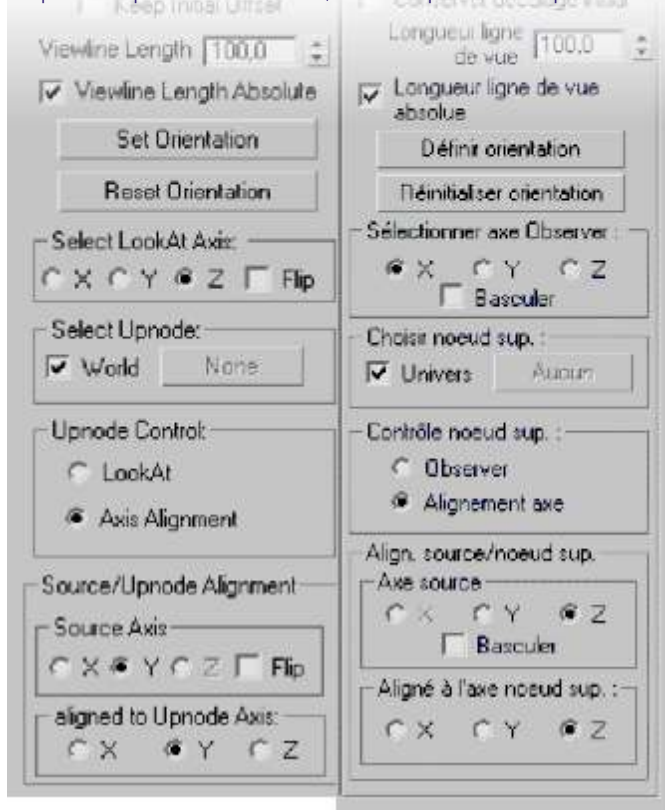 Keep Initial Offset
Viewline Length 100,0
Viewline Length Absolute
Set Orientation
Reset Orientation
Select LookAt Axis:
X Y Z Flip
Select Upnode:
World None
Upnode Control:
LookAt
Axis Alignment
Source/Upnode Alignment
Source Axis
X Y Z Flip
aligned to Upnode Axis:
X Y Z
Longueur ligne
de vue 100,0
Longueur ligne de vue
absolue
Définir orientation
Réinitialiser orientation
Sélectionner axe Observer :
X Y Z
Basculer
Choisir noeud sup. :
Univers Aucun
Contrôle noeud sup. :
Observer
Alignement axe
Align. source/noeud sup.
Axe source
X Y Z
Basculer
Aligné à l'axe noeud sup. :
X Y Z